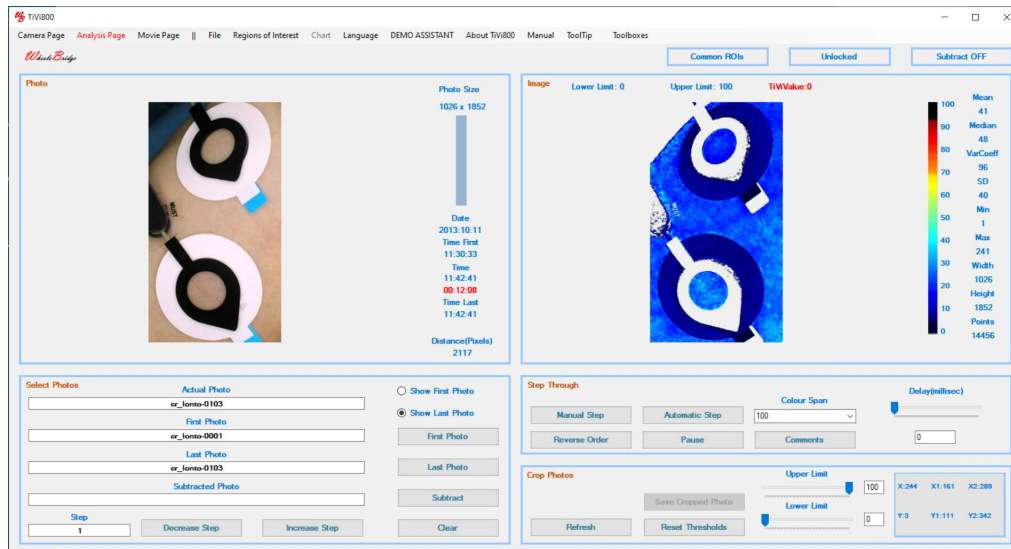 TiVi800
Camera Page Analysis Page Movie Page || File Regions of Interest Chart Language DEMO ASSISTANT About TiVi800 Manual ToolTip Toolboxes
WheelsBridge
Common ROIs Unlocked Subtract OFF
Photo
Photo Size
1026 x 1852
Date
2013:10:11
Time First
11:30:33
Time
11:42:41
00:12:08
Time Last
11:42:41
Distance(Pixels)
2117
Image Lower Limit: 0 Upper Limit: 100 TiViValue:0
100
90
80
70
60
50
40
30
20
10
0
Mean
41
Median
48
VarCoeff
96
SD
40
Min
1
Max
241
Width
1026
Height
1852
Points
14456
Select Photos
Actual Photo
cr_lonto-0103
First Photo
cr_lonto-0001
Last Photo
cr_lonto-0103
Subtracted Photo
Step
1
Decrease Step Increase Step
Show First Photo
Show Last Photo
First Photo
Last Photo
Subtract
Clear
Step Through
Manual Step Automatic Step
Reverse Order Pause
Colour Span
100
Comments
Delay(millisec)
0
Crop Photos
Save Cropped Photo
Refresh Reset Thresholds
Upper Limit
100
Lower Limit
0
X:244 X1:161 X2:289
Y:3 Y1:111 Y2:342